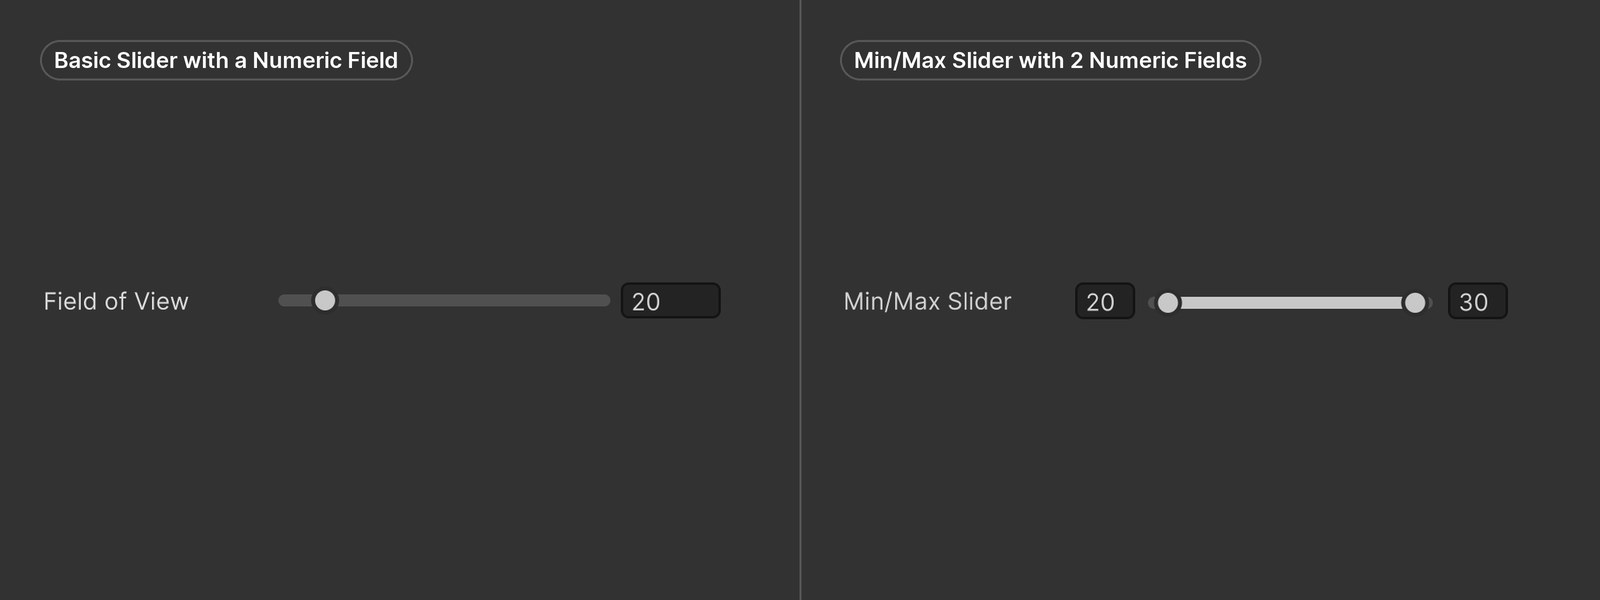 Basic Slider with a Numeric Field
Field of View
20
Min/Max Slider with 2 Numeric Fields
Min/Max Slider
20
30